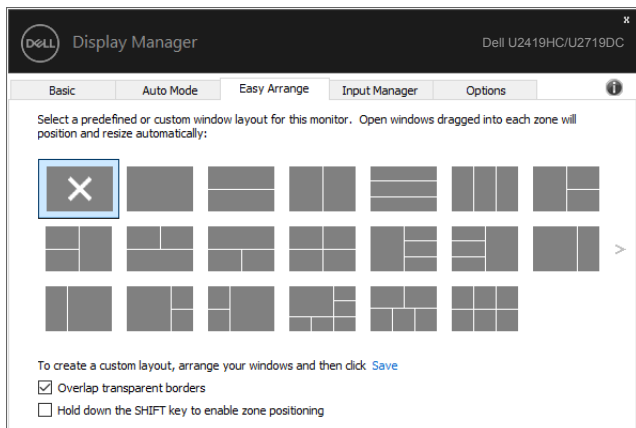 x
DELL Display Manager Dell U2419HC/U2719DC
Basic Auto Mode Easy Arrange Input Manager Options i
Select a predefined or custom window layout for this monitor. Open windows dragged into each zone will
position and resize automatically:
>
To create a custom layout, arrange your windows and then click Save
Overlap transparent borders
Hold down the SHIFT key to enable zone positioning